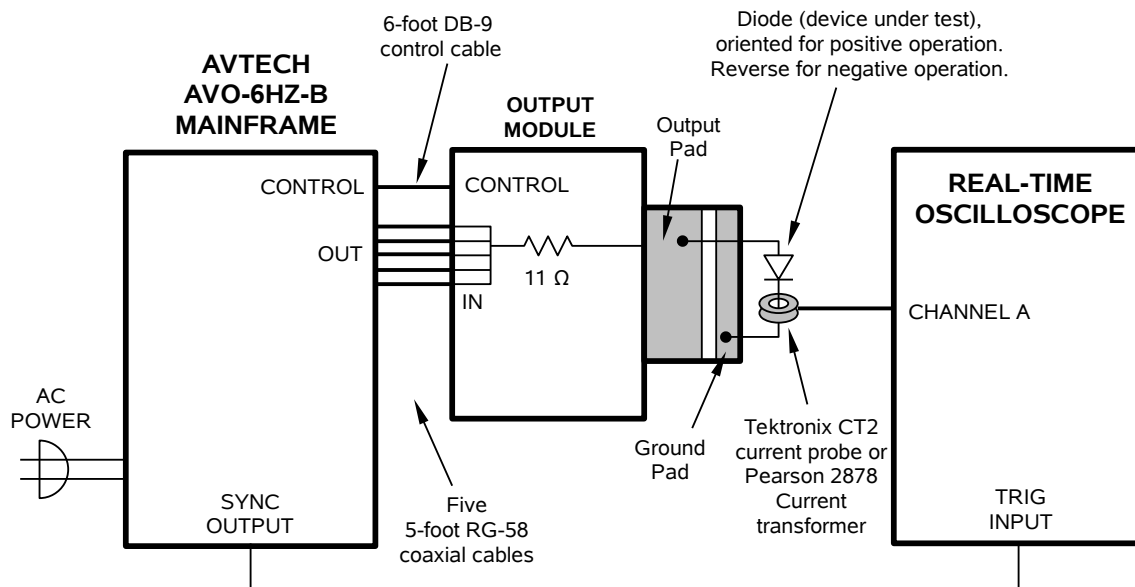 6-foot DB-9
control cable
Diode (device under test),
oriented for positive operation.
Reverse for negative operation.
AVTECH
AVO-6HZ-B
MAINFRAME
OUTPUT
MODULE
Output
Pad
REAL-TIME
OSCILLOSCOPE
CONTROL
CONTROL
OUT
11 Ω
IN
CHANNEL A
AC
POWER
Ground
Pad
Tektronix CT2
current probe or
Pearson 2878
Current
transformer
SYNC
OUTPUT
Five
5-foot RG-58
coaxial cables
TRIG
INPUT